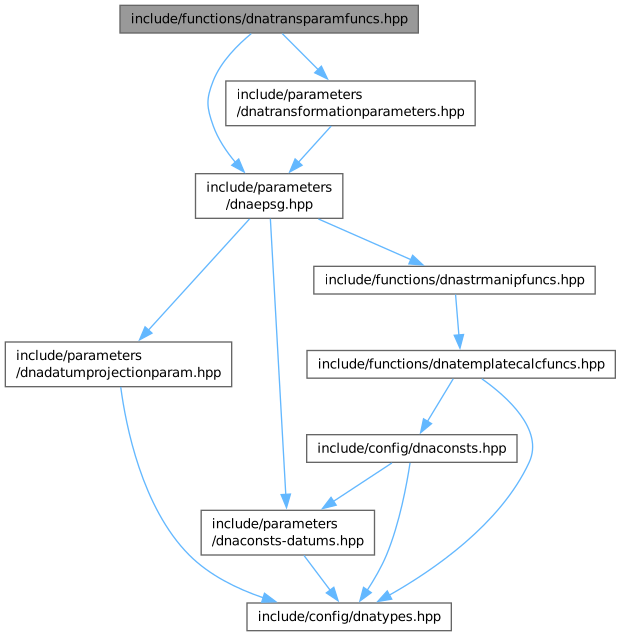 include/functions/dnatransparamfuncs.hpp
include/parameters
/dnatransformationparameters.hpp
include/parameters
/dnaepsg.hpp
include/functions/dnastrmanipfuncs.hpp
include/parameters
/dnadatumprojectionparam.hpp
include/functions/dnatemplatecalcfuncs.hpp
include/config/dnaconsts.hpp
include/parameters
/dnaconsts-datums.hpp
include/config/dnatypes.hpp